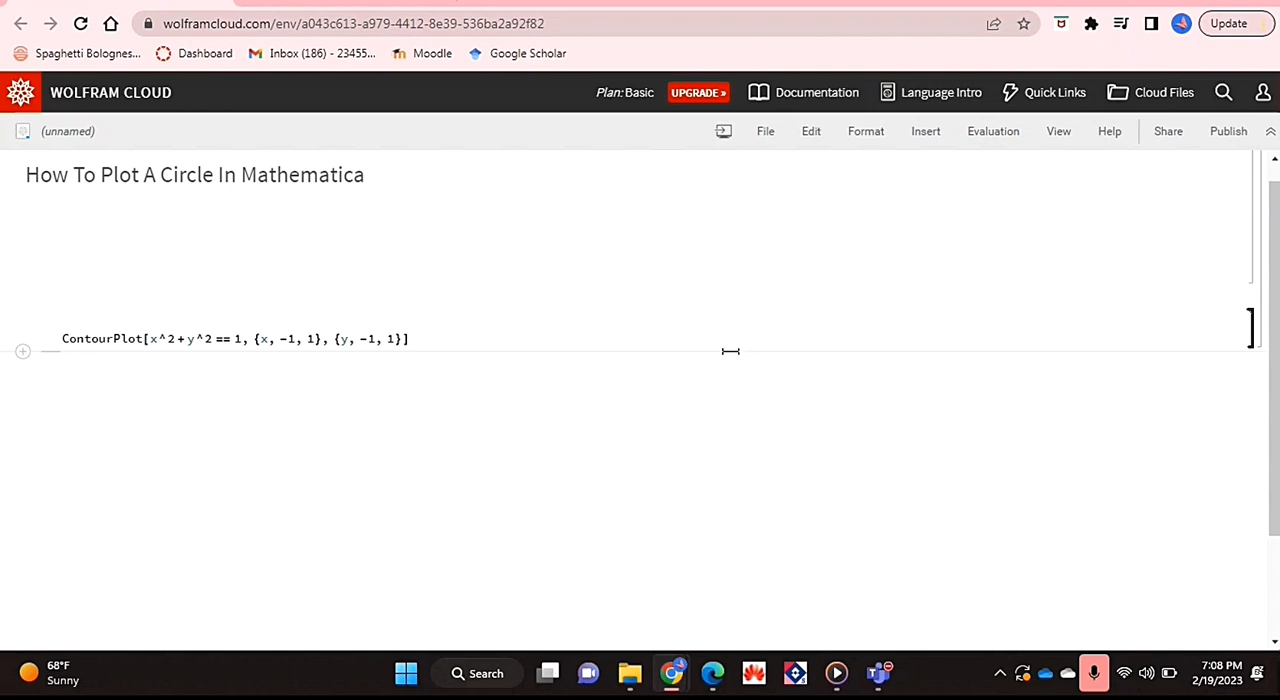 wolframcloud.com/env/a043c613-a979-4412-8e39-536ba2a92f82
Update
Spaghetti Bolognes... Dashboard Inbox (186) - 23455... Moodle Google Scholar
WOLFRAM CLOUD Plan: Basic UPGRADE » Documentation Language Intro Quick Links Cloud Files
(unnamed) File Edit Format Insert Evaluation View Help Share Publish
How To Plot A Circle In Mathematica
ContourPlot[x^2+y^2 == 1, {x, -1, 1}, {y, -1, 1}]
68°F
Sunny
Search
7:08 PM
2/19/2023